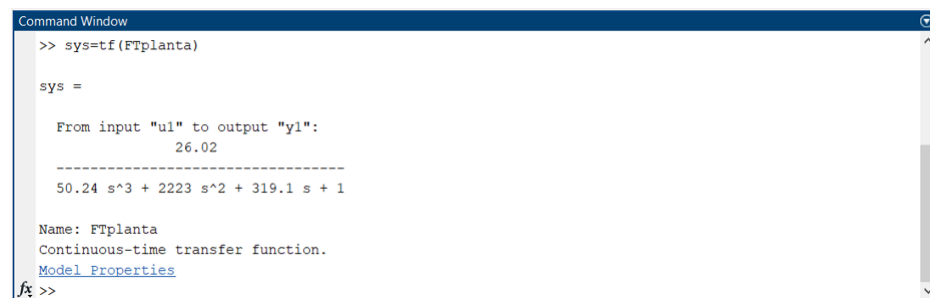 Command Window
>> sys=tf(FTplanta)
sys =
From input "u1" to output "y1":
26.02
----------------------------------
50.24 s^3 + 2223 s^2 + 319.1 s + 1
Name: FTplanta
Continuous-time transfer function.
Model Properties
fx >>